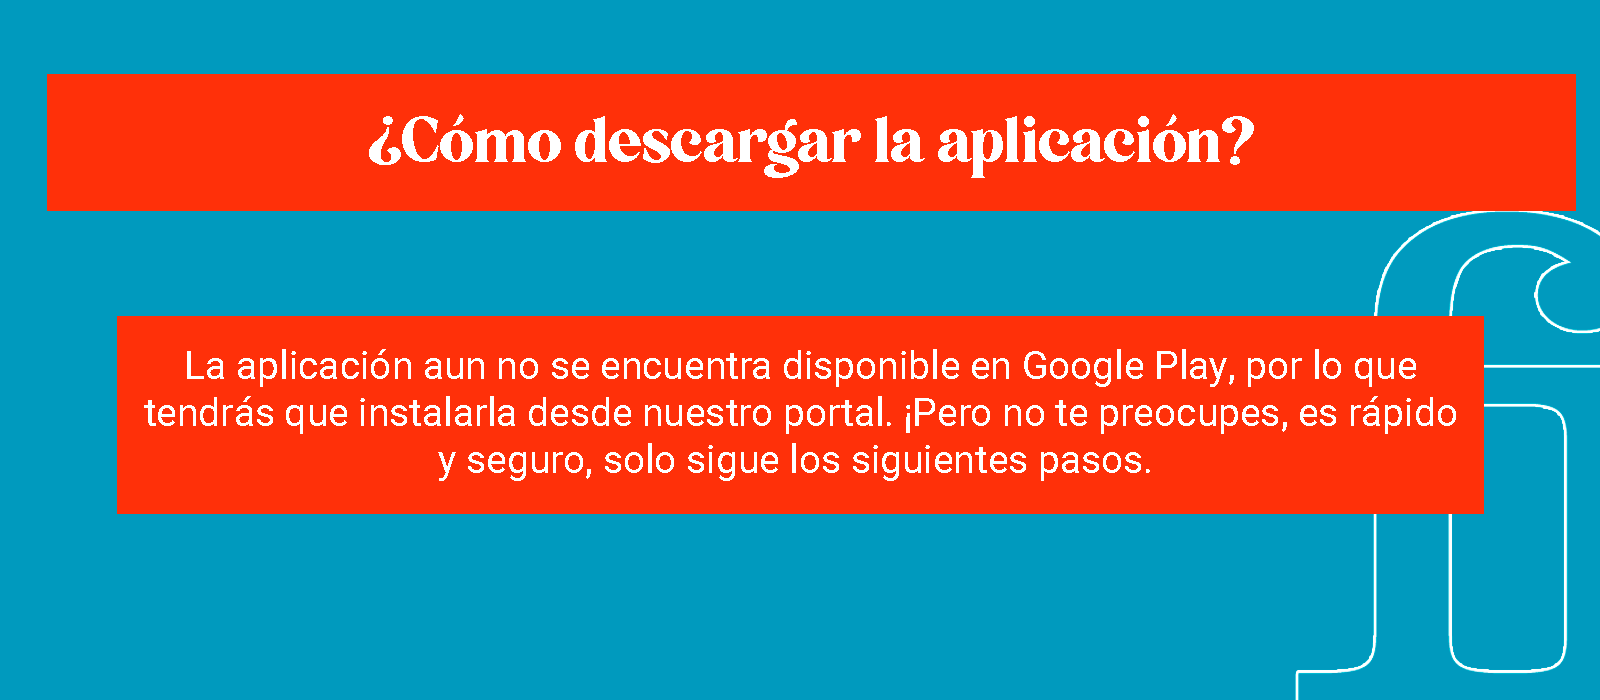 ¿Cómo descargar la aplicación?
La aplicación aun no se encuentra disponible en Google Play, por lo que
tendrás que instalarla desde nuestro portal. ¡Pero no te preocupes, es rápido
y seguro, solo sigue los siguientes pasos.